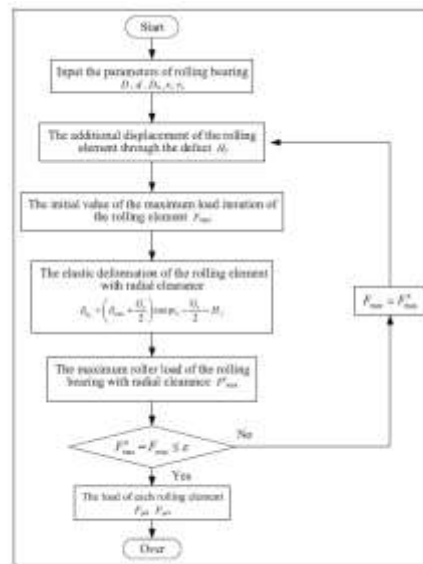 Start
Input the parameters of rolling bearing
The additional displacement of the rolling
element through the defect
The initial value of the maximum load iteration of
the rolling element F_max
The elastic deformation of the rolling element
with radial clearance
The maximum roller load of the rolling
bearing with radial clearance
No
Yes
The load of each rolling element
Over